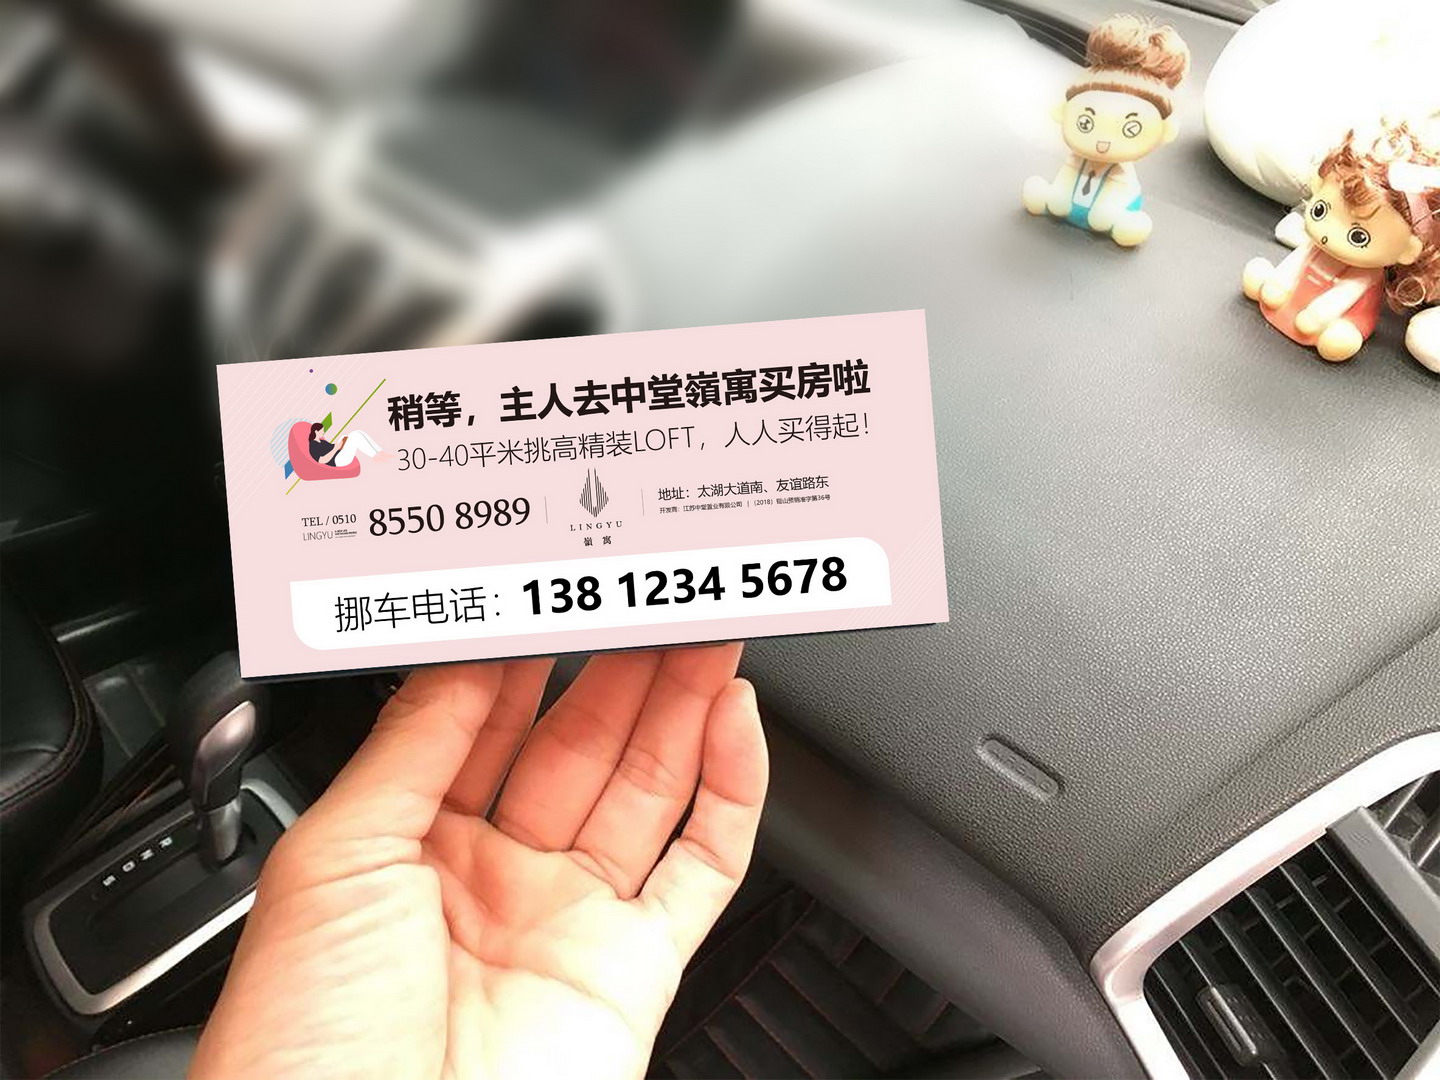 稍等，主人去中堂嶺寓买房啦
30-40平米挑高精装LOFT，人人买得起！
TEL / 0510
8550 8989
LINGYU
LINGYU
嶺寓
地址：太湖大道南、友谊路东
开发商：江苏中堂置业有限公司 | （2018）锡山预销准字第36号
挪车电话：138 1234 5678
R
N
D
S